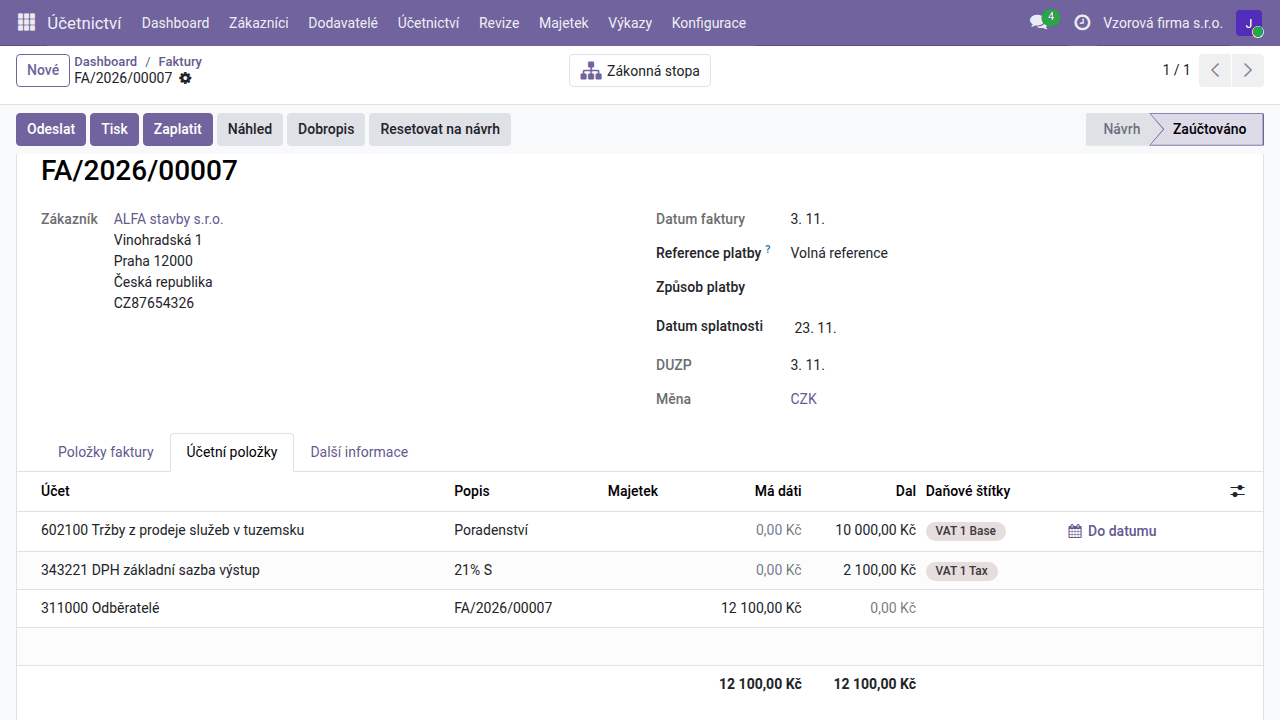 Účetnictví Dashboard Zákazníci Dodavatelé Účetnictví Revize Majetek Výkazy Konfigurace 4 Vzorová firma s.r.o. J
Nové Dashboard / Faktury
FA/2026/00007
Zákonná stopa
1 / 1
Odeslat Tisk Zaplatit Náhled Dobropis Resetovat na návrh Návrh Zaúčtováno
FA/2026/00007
Zákazník ALFA stavby s.r.o.
Vinohradská 1
Praha 12000
Česká republika
CZ87654326
Datum faktury 3. 11.
Reference platby ? Volná reference
Způsob platby
Datum splatnosti 23. 11.
DUZP 3. 11.
Měna CZK
Položky faktury Účetní položky Další informace
Účet Popis Majetek Má dáti Dal Daňové štítky
602100 Tržby z prodeje služeb v tuzemsku Poradenství 0,00 Kč 10 000,00 Kč VAT 1 Base Do datumu
343221 DPH základní sazba výstup 21% S 0,00 Kč 2 100,00 Kč VAT 1 Tax
311000 Odběratelé FA/2026/00007 12 100,00 Kč 0,00 Kč
12 100,00 Kč 12 100,00 Kč